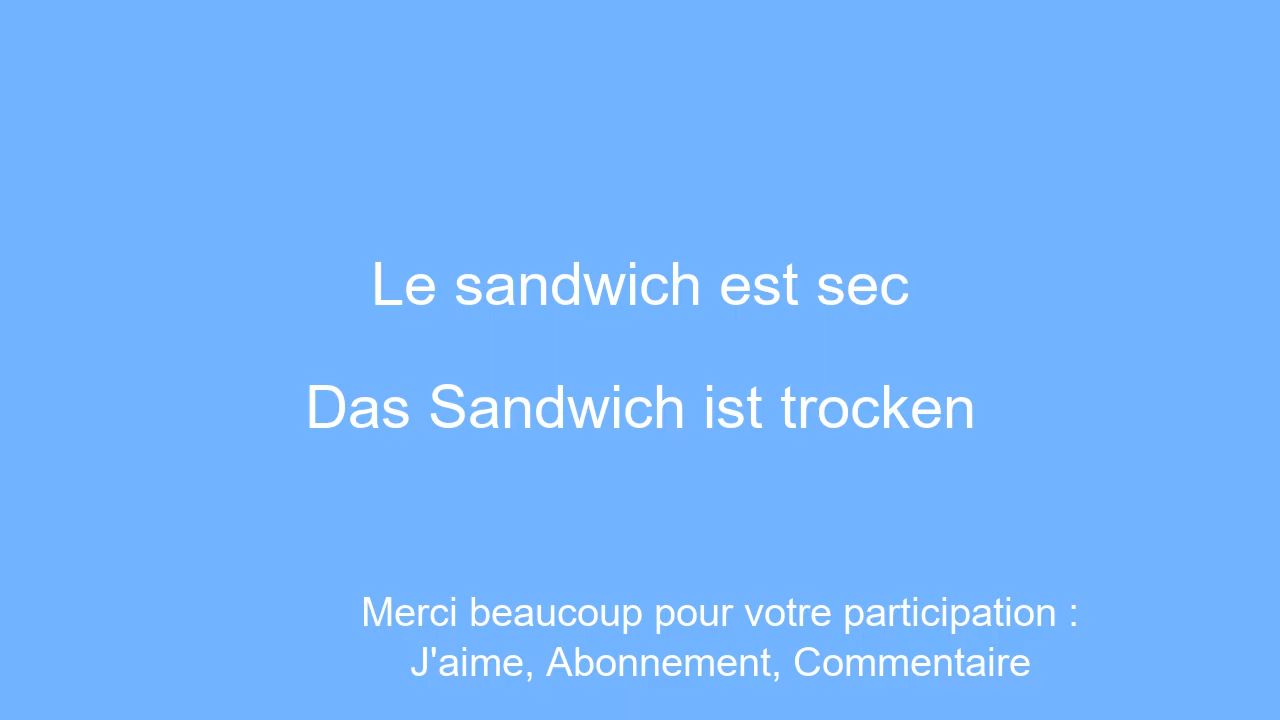 Le sandwich est sec
Das Sandwich ist trocken
Merci beaucoup pour votre participation :
J'aime, Abonnement, Commentaire